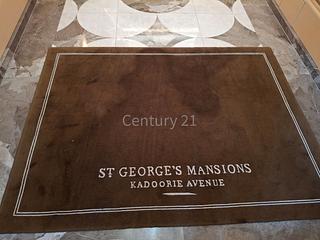 Century 21
ST GEORGE'S MANSIONS
KADOORIE AVENUE